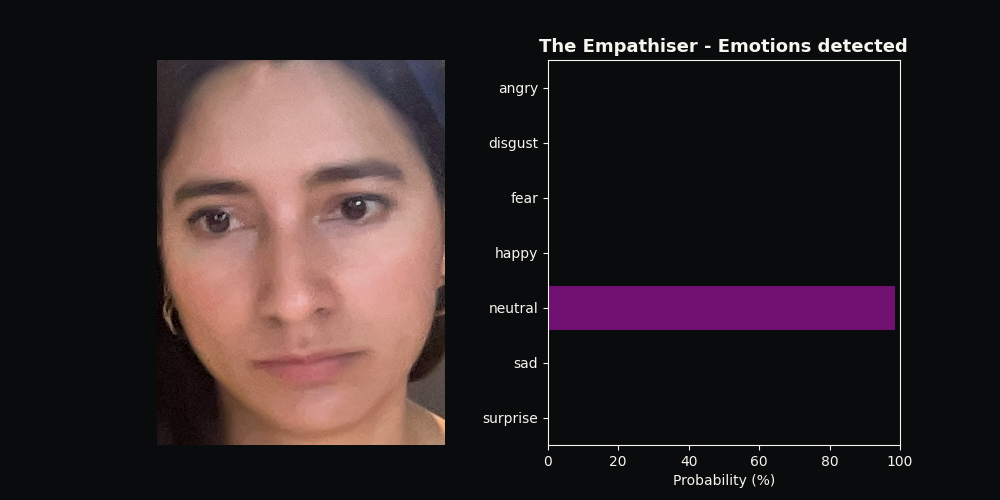 The Empathiser - Emotions detected
angry
disgust
fear
happy
neutral
sad
surprise
0 20 40 60 80 100
Probability (%)